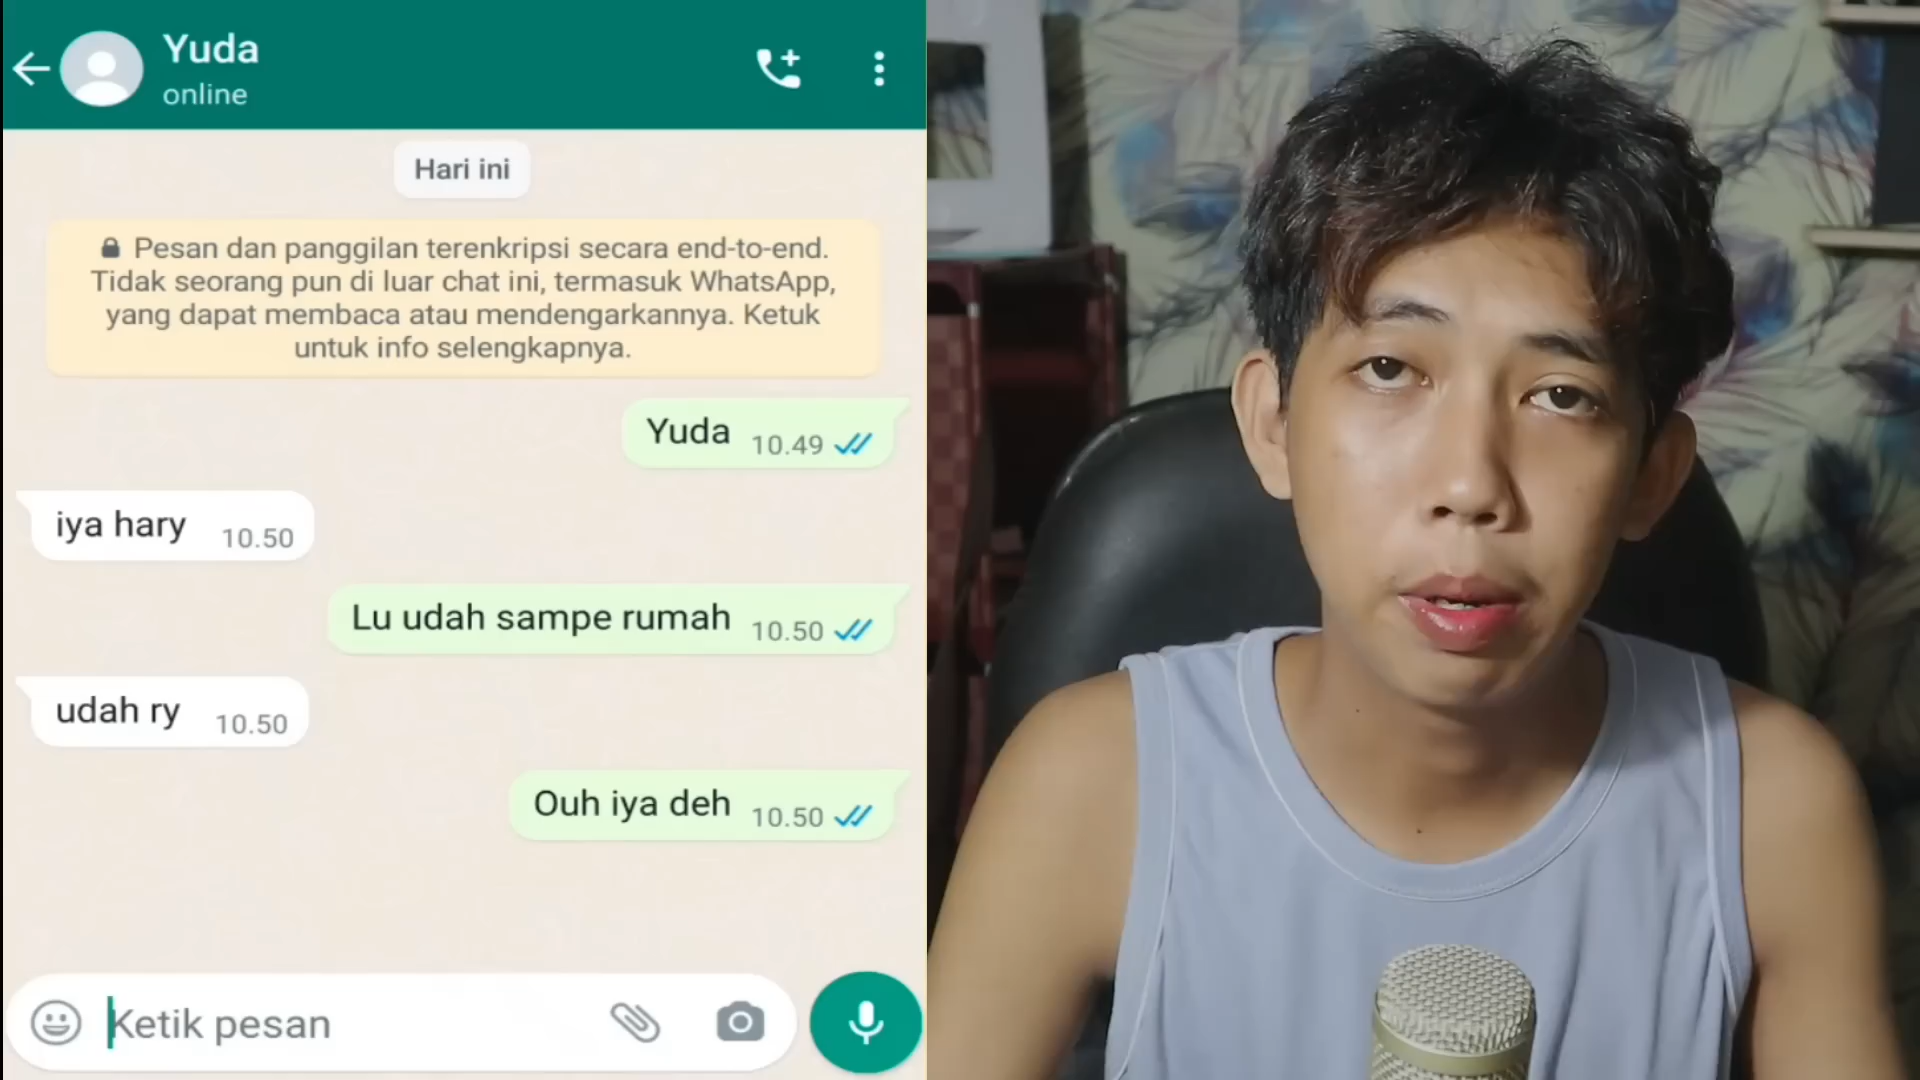 Yuda
online
Hari ini
Pesan dan panggilan terenkripsi secara end-to-end.
Tidak seorang pun di luar chat ini, termasuk WhatsApp,
yang dapat membaca atau mendengarkannya. Ketuk
untuk info selengkapnya.
Yuda 10.49
iya hary 10.50
Lu udah sampe rumah 10.50
udah ry 10.50
Ouh iya deh 10.50
Ketik pesan